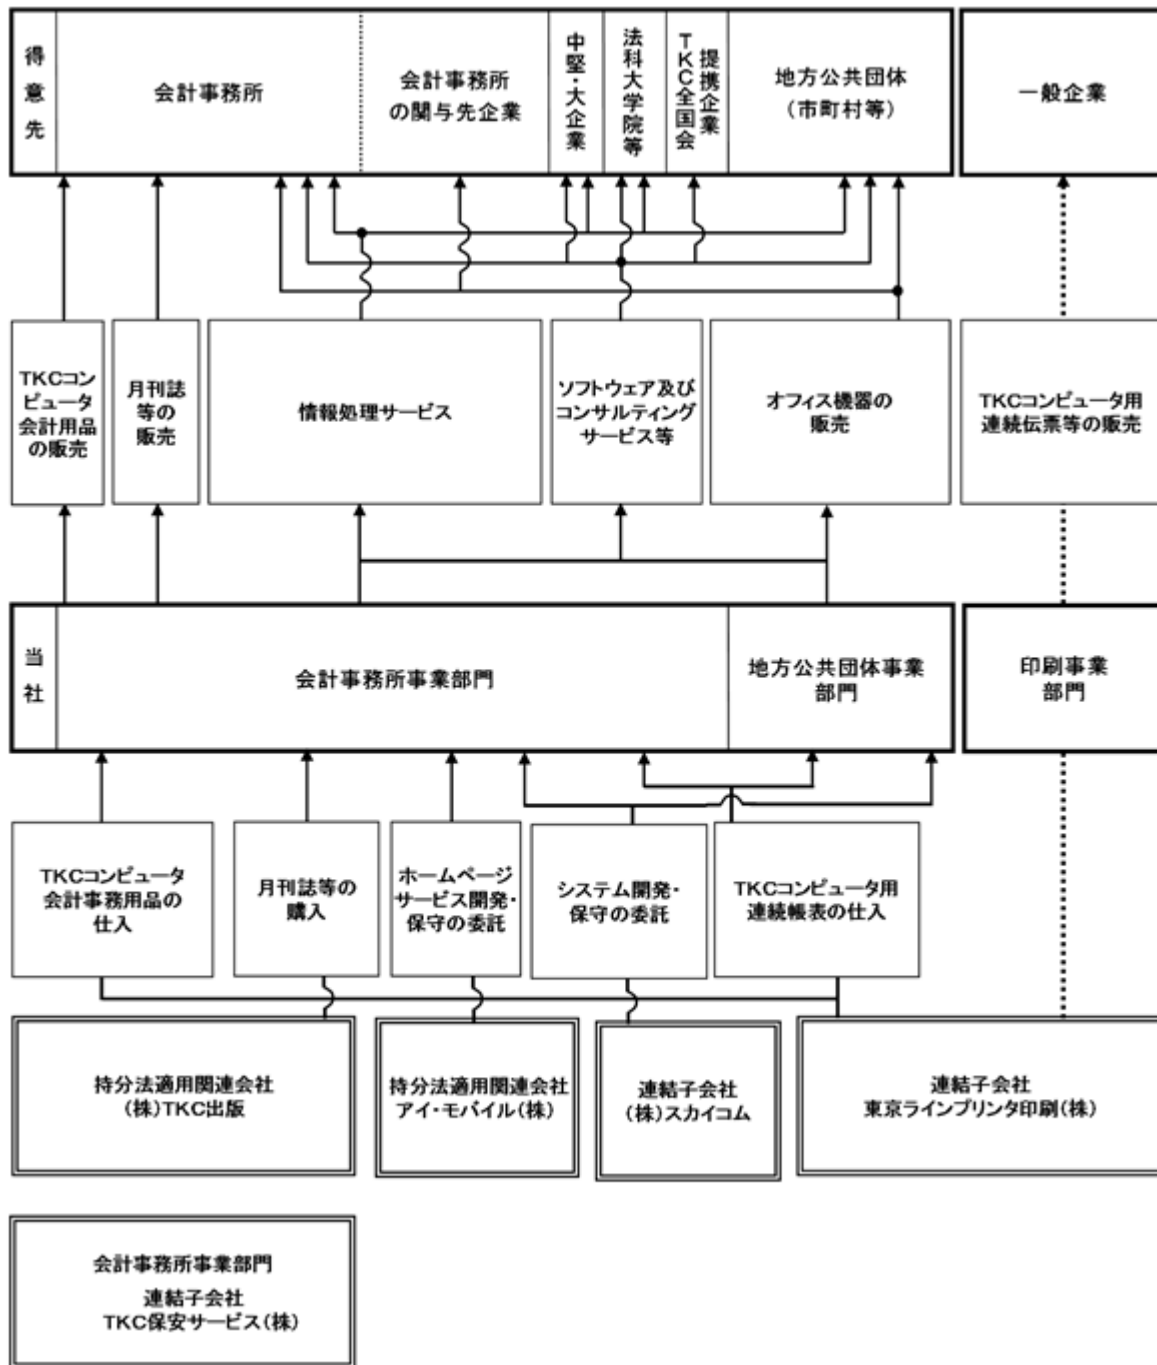 得意先
会計事務所
会計事務所
の関与先企業
中堅・大企業
法科大学院等
提携企業
TKC全国会
地方公共団体
(市町村等)
一般企業
TKCコン
ピュータ
会計用品
の販売
月刊誌
等の
販売
情報処理サービス
ソフトウェア及び
コンサルティング
サービス等
オフィス機器の
販売
TKCコンピュータ用
連続伝票等の販売
当社
会計事務所事業部門
地方公共団体事業
部門
印刷事業
部門
TKCコンピュータ
会計事務用品の
仕入
月刊誌等の
購入
ホームページ
サービス開発・
保守の委託
システム開発・
保守の委託
TKCコンピュータ用
連続帳表の仕入
持分法適用関連会社
(株)TKC出版
持分法適用関連会社
アイ・モバイル(株)
連結子会社
(株)スカイコム
連結子会社
東京ラインプリンタ印刷(株)
会計事務所事業部門
連結子会社
TKC保安サービス(株)